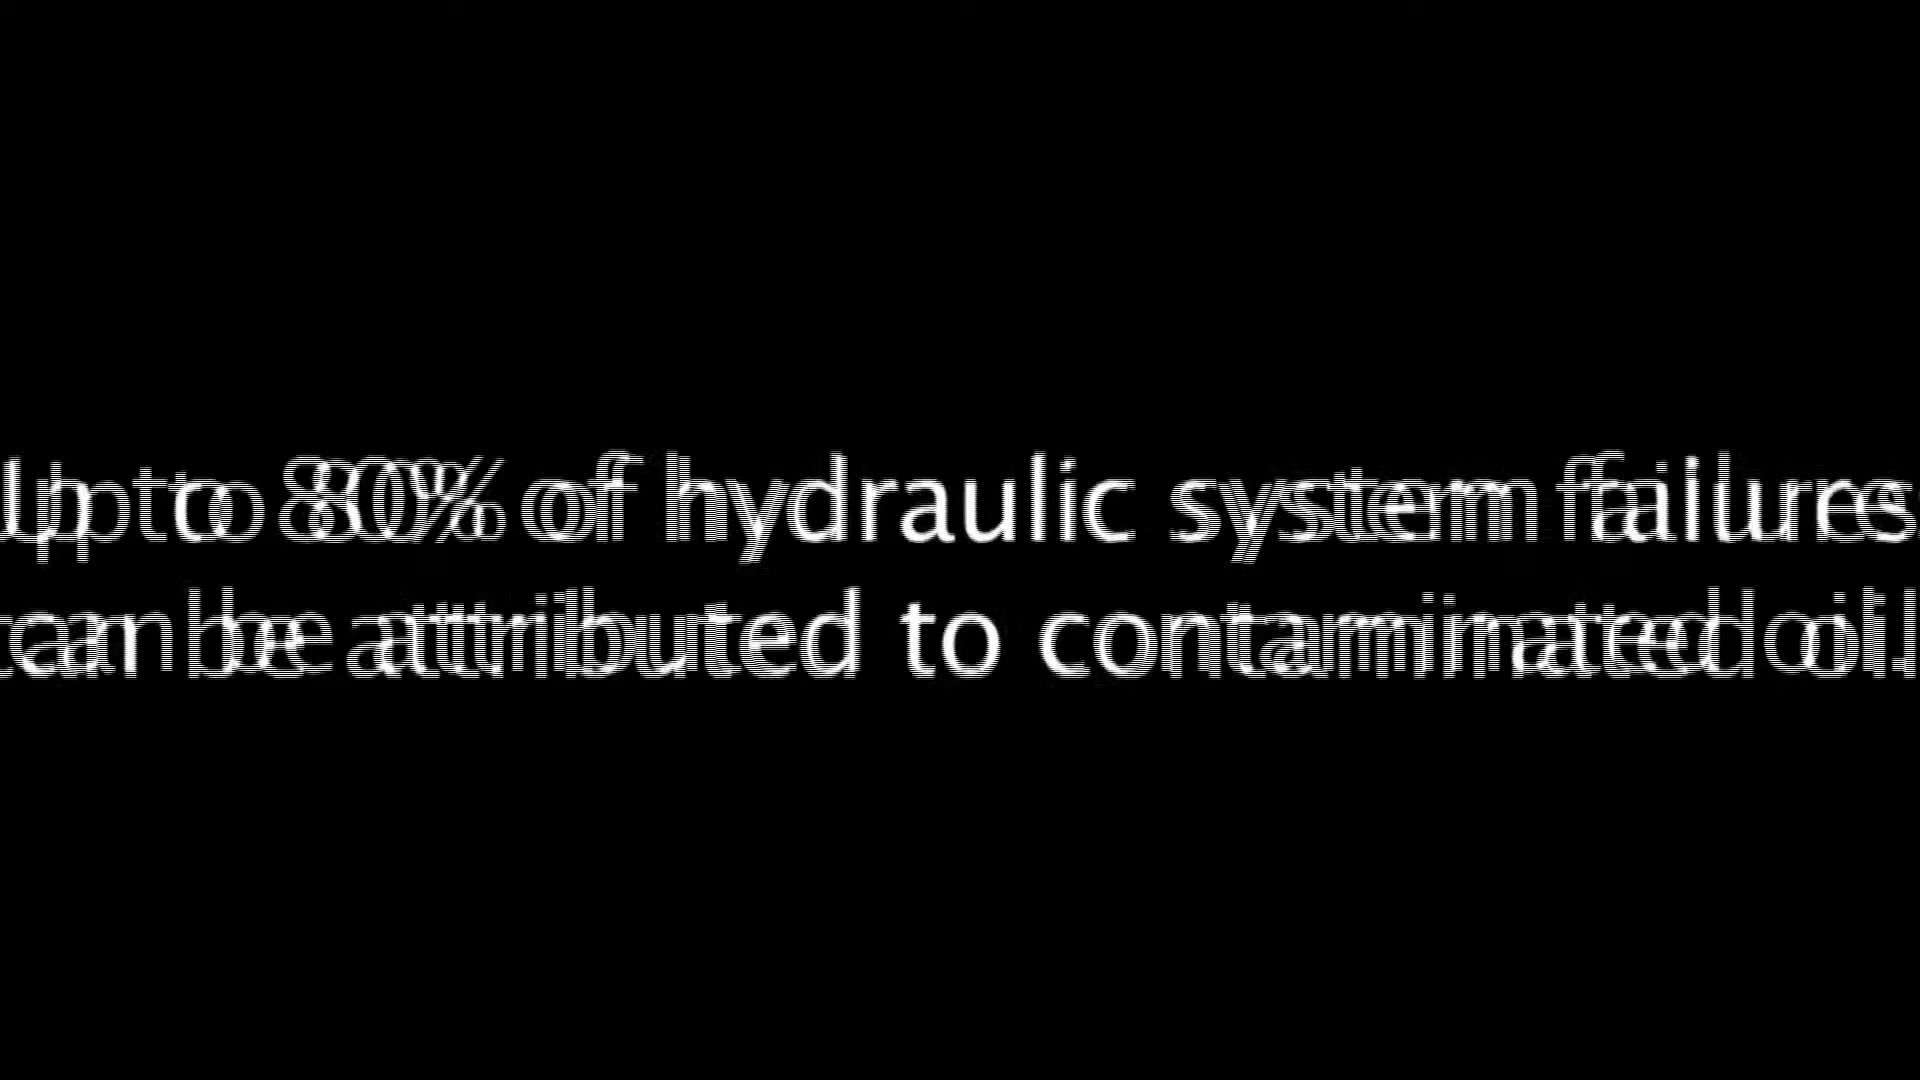 Up to 80% of hydraulic system failures
can be attributed to contaminated oil.